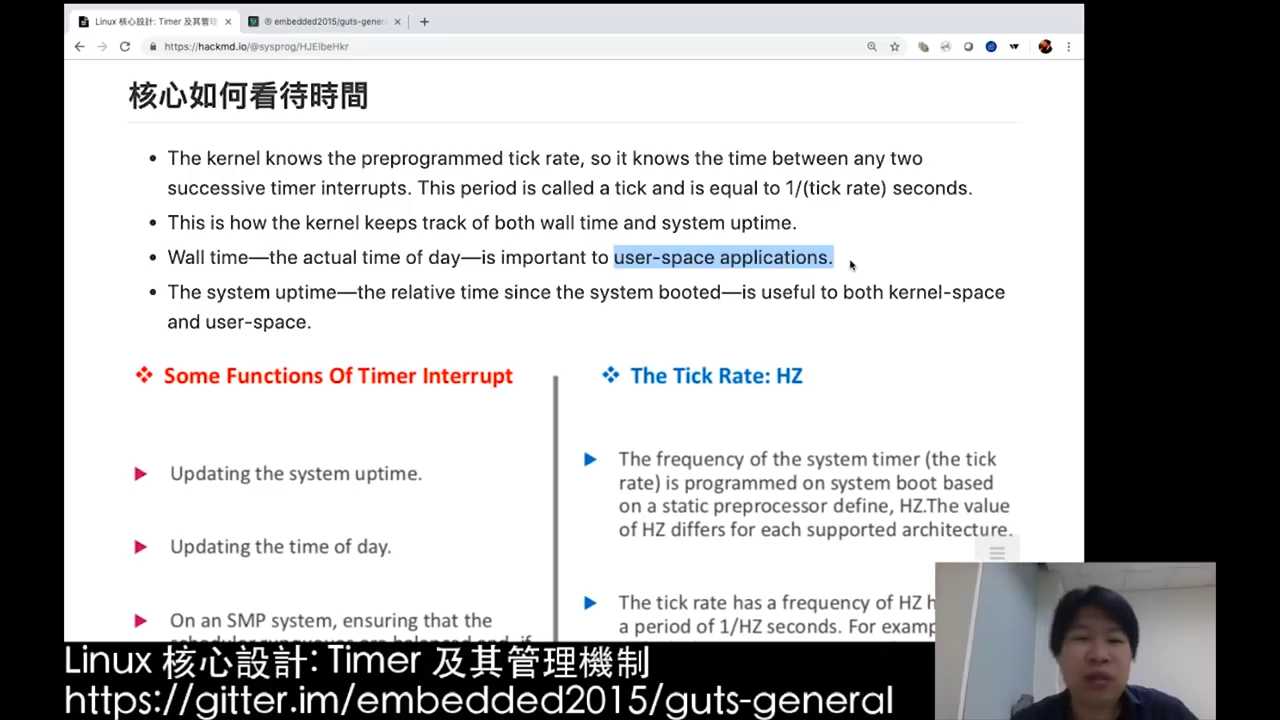 Linux 核心設計: Timer 及其管理
embedded2015/guts-gener
https://hackmd.io/@sysprog/HJElbeHkr
核心如何看待時間
The kernel knows the preprogrammed tick rate, so it knows the time between any two
successive timer interrupts. This period is called a tick and is equal to 1/(tick rate) seconds.
This is how the kernel keeps track of both wall time and system uptime.
Wall time—the actual time of day—is important to user-space applications.
The system uptime—the relative time since the system booted—is useful to both kernel-space
and user-space.
Some Functions Of Timer Interrupt
Updating the system uptime.
Updating the time of day.
On an SMP system, ensuring that the
The Tick Rate: HZ
The frequency of the system timer (the tick
rate) is programmed on system boot based
on a static preprocessor define, HZ.The value
of HZ differs for each supported architecture.
The tick rate has a frequency of HZ
a period of 1/HZ seconds. For examp
Linux 核心設計: Timer 及其管理機制
https://gitter.im/embedded2015/guts-general